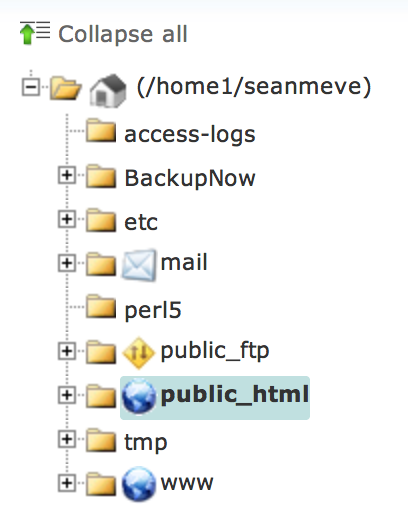 Collapse all
(/home1/seanmeve)
access-logs
BackupNow
etc
mail
perl5
public_ftp
public_html
tmp
www